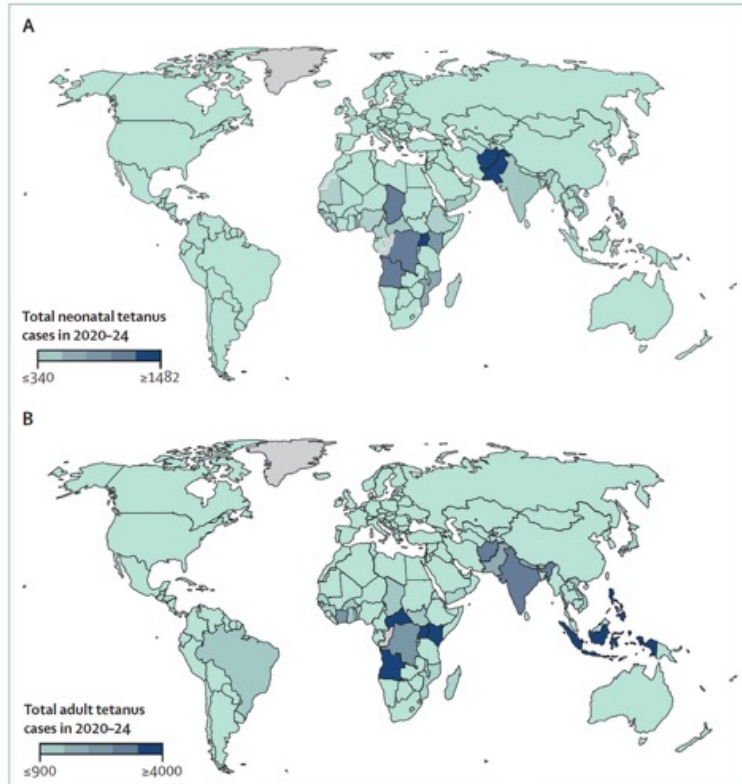 A
Total neonatal tetanus
cases in 2020–24
≤340 ≥1482
B
Total adult tetanus
cases in 2020–24
≤900 ≥4000